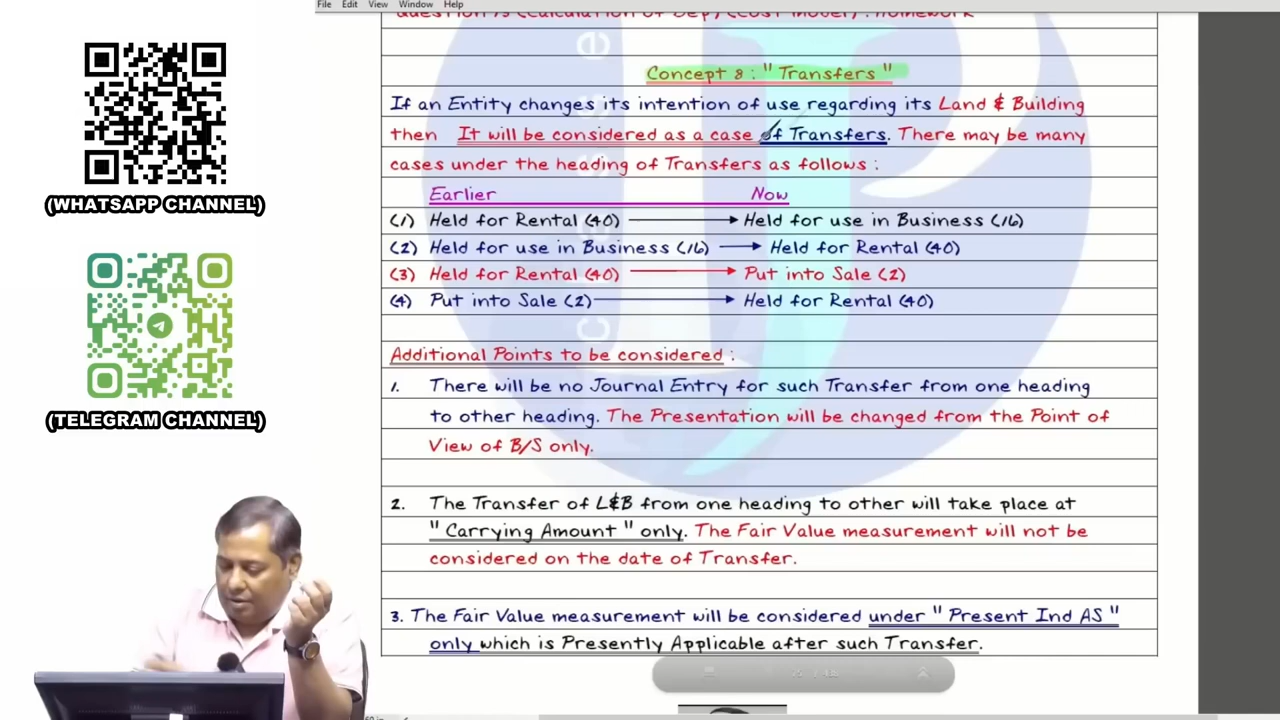 File Edit View Window Help
Question is (Calculation of Dep) (Cost Model) : Homework
Concept 8 : " Transfers "
If an Entity changes its intention of use regarding its Land & Building
then It will be considered as a case of Transfers. There may be many
cases under the heading of Transfers as follows :
Earlier Now
(1) Held for Rental (40) → Held for use in Business (16)
(2) Held for use in Business (16) → Held for Rental (40)
(3) Held for Rental (40) → Put into Sale (2)
(4) Put into Sale (2) → Held for Rental (40)
Additional Points to be considered :
1. There will be no Journal Entry for such Transfer from one heading
to other heading. The Presentation will be changed from the Point of
View of B/S only.
2. The Transfer of L&B from one heading to other will take place at
" Carrying Amount " only. The Fair Value measurement will not be
considered on the date of Transfer.
3. The Fair Value measurement will be considered under " Present Ind AS "
only which is Presently Applicable after such Transfer.
(WHATSAPP CHANNEL)
(TELEGRAM CHANNEL)